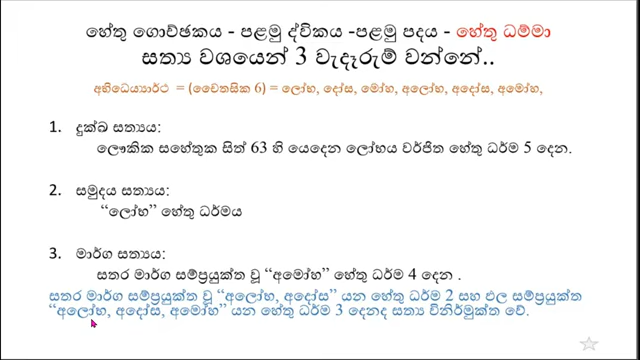 හේතු ගොච්ඡකය - පළමු ද්විකය -පළමු පදය - හේතු ධම්මා
සත්‍ය වශයෙන් 3 වැදෑරුම් වන්නේ..
අභිධෙය්‍යාර්ථ = (චෛතසික 6) = ලෝභ, දෝස, මෝහ, අලෝභ, අදෝස, අමෝහ,
1. දුක්ඛ සත්‍යය:
ලෞකික සහේතුක සිත් 63 හි යෙදෙන ලෝභය වර්ජිත හේතු ධර්ම 5 දෙන.
2. සමුදය සත්‍යය:
“ලෝභ” හේතු ධර්මය
3. මාර්ග සත්‍යය:
සතර මාර්ග සම්ප්‍රයුක්ත වූ “අමෝහ” හේතු ධර්ම 4 දෙන .
සතර මාර්ග සම්ප්‍රයුක්ත වූ “අලෝභ, අදෝස” යන හේතු ධර්ම 2 සහ ඵල සම්ප්‍රයුක්ත
“අලෝභ, අදෝස, අමෝහ” යන හේතු ධර්ම 3 දෙනද සත්‍ය විනිර්මුක්ත වේ.